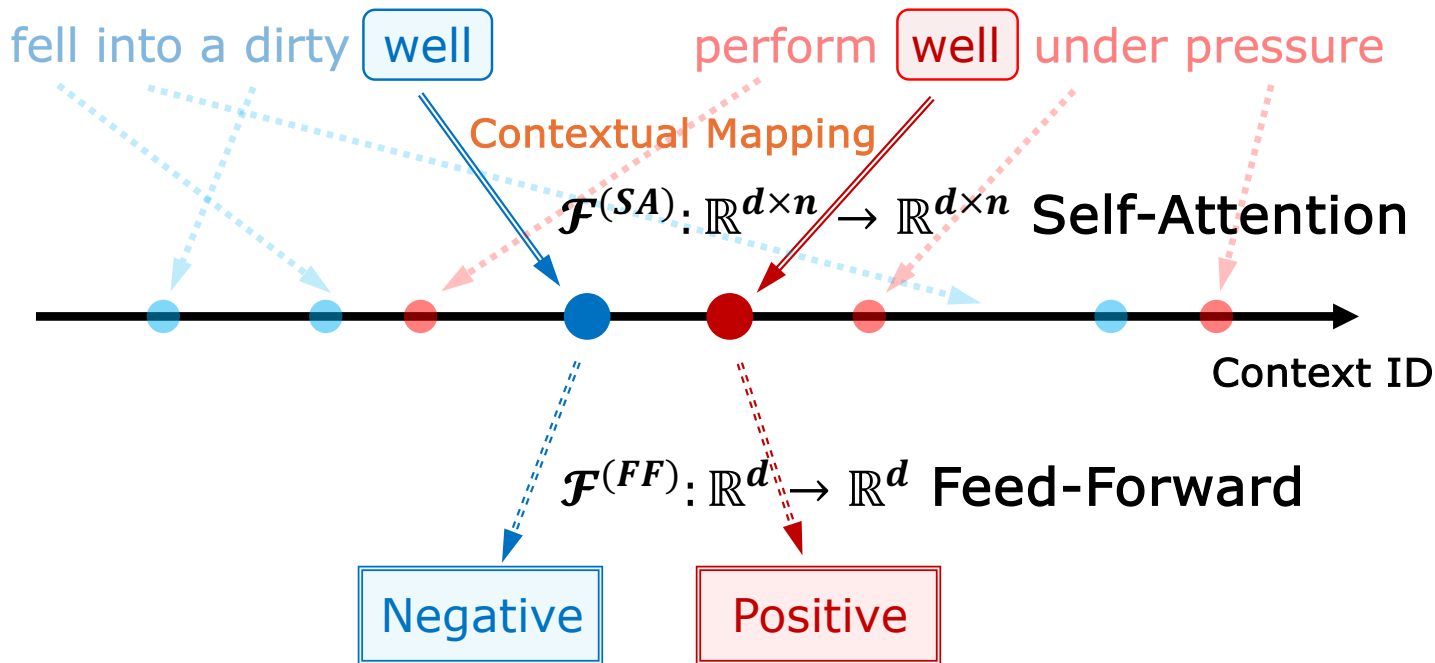 fell into a dirty well
perform well under pressure
Contextual Mapping
𝓕^(SA): ℝ^{d×n} → ℝ^{d×n} Self-Attention
Context ID
𝓕^(FF): ℝ^d → ℝ^d Feed-Forward
Negative
Positive